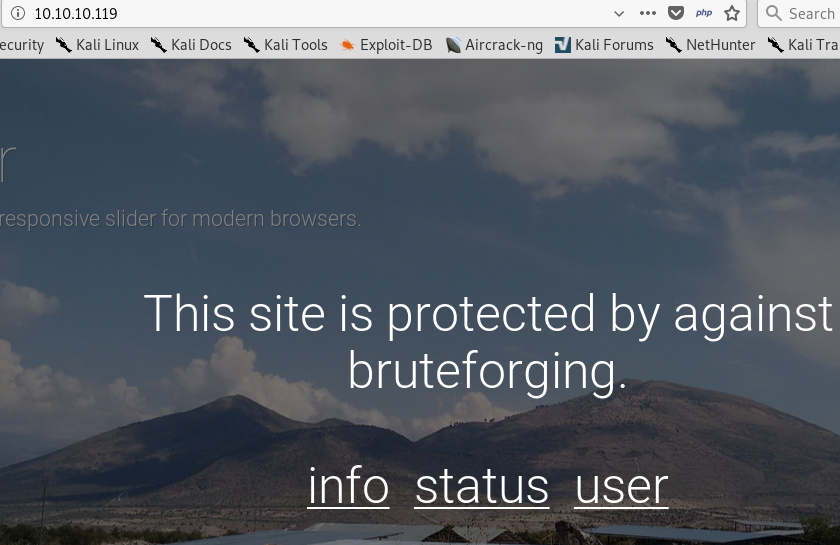 10.10.10.119 php Search
ecurity Kali Linux Kali Docs Kali Tools Exploit-DB Aircrack-ng Kali Forums NetHunter Kali Tra
r
responsive slider for modern browsers.
This site is protected by against
bruteforging.
info status user